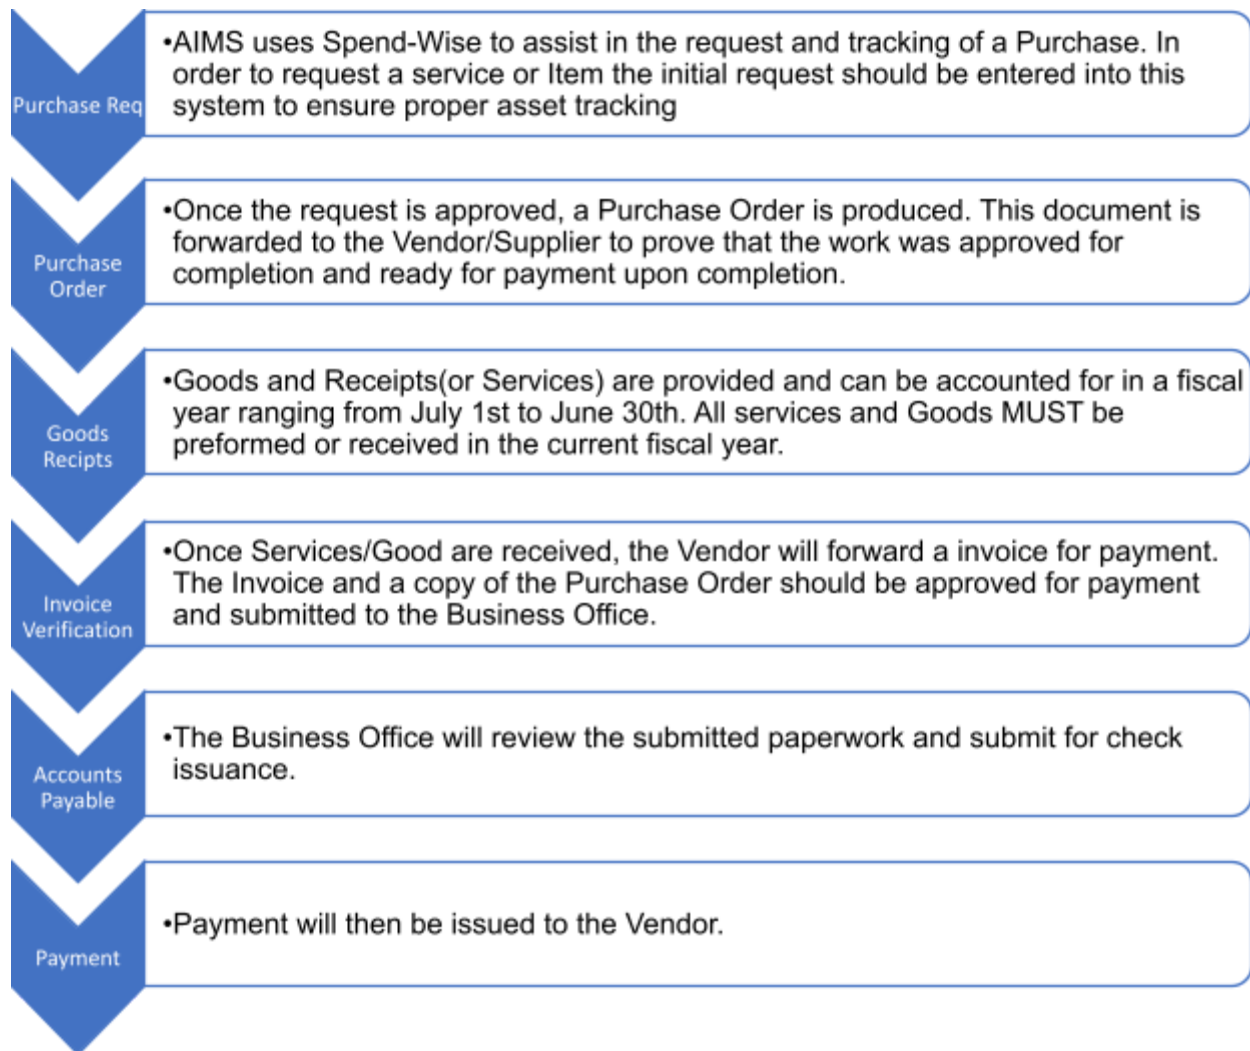 Purchase Req
•AIMS uses Spend-Wise to assist in the request and tracking of a Purchase. In
order to request a service or Item the initial request should be entered into this
system to ensure proper asset tracking
Purchase
Order
•Once the request is approved, a Purchase Order is produced. This document is
forwarded to the Vendor/Supplier to prove that the work was approved for
completion and ready for payment upon completion.
Goods
Recipts
•Goods and Receipts(or Services) are provided and can be accounted for in a fiscal
year ranging from July 1st to June 30th. All services and Goods MUST be
preformed or received in the current fiscal year.
Invoice
Verification
•Once Services/Good are received, the Vendor will forward a invoice for payment.
The Invoice and a copy of the Purchase Order should be approved for payment
and submitted to the Business Office.
Accounts
Payable
•The Business Office will review the submitted paperwork and submit for check
issuance.
Payment
•Payment will then be issued to the Vendor.